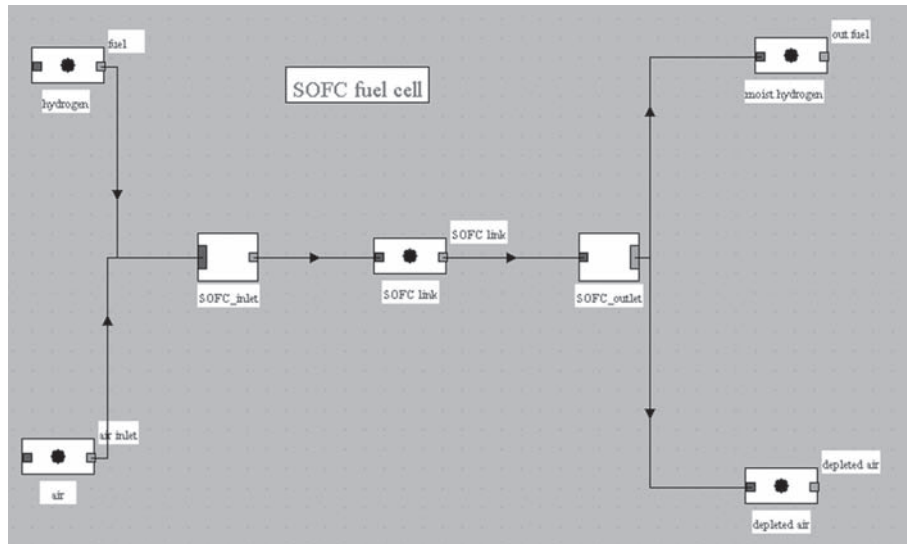 fuel
out fuel
hydrogen
SOFC fuel cell
moist hydrogen
SOFC link
SOFC_inlet
SOFC link
SOFC_outlet
air inlet
air
depleted air
depleted air